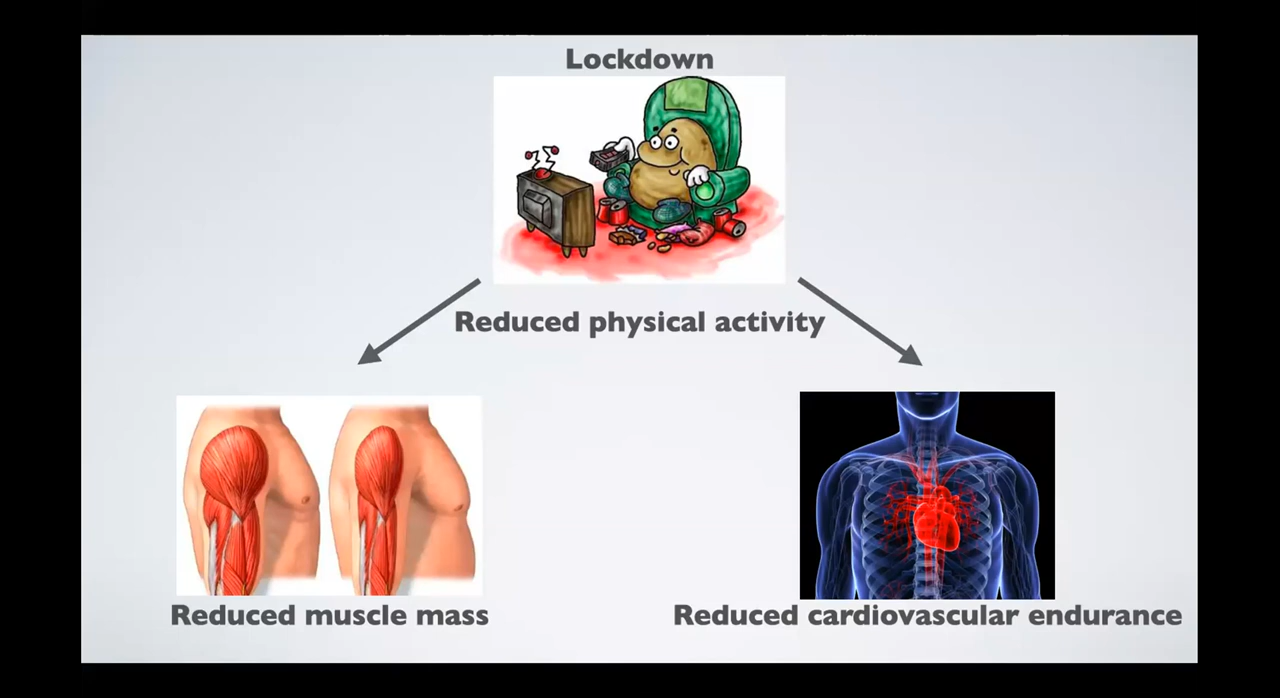 Lockdown
Reduced physical activity
Reduced muscle mass
Reduced cardiovascular endurance